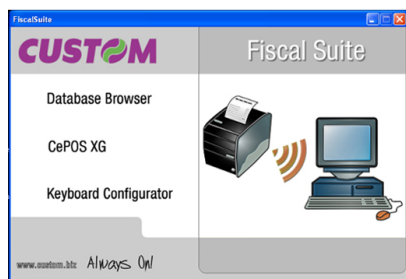 FiscalSuite
CUSTOM
Fiscal Suite
Database Browser
CePOS XG
Keyboard Configurator
www.custom.biz Always On!